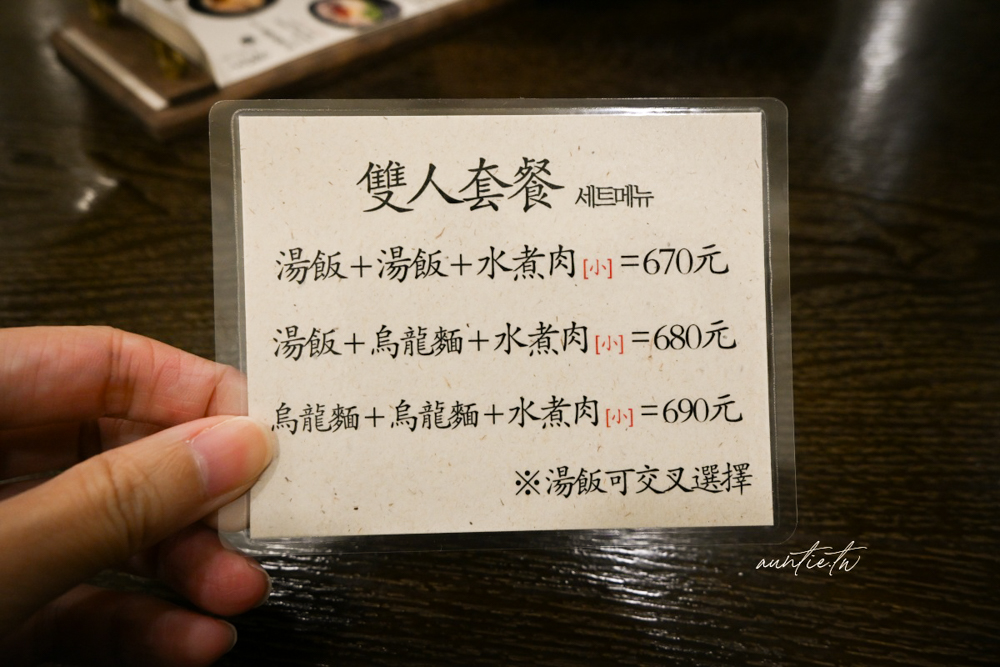 雙人套餐 세트메뉴
湯飯+湯飯+水煮肉[小]=670元
湯飯+烏龍麵+水煮肉[小]=680元
烏龍麵+烏龍麵+水煮肉[小]=690元
※湯飯可交叉選擇
auntie.tw